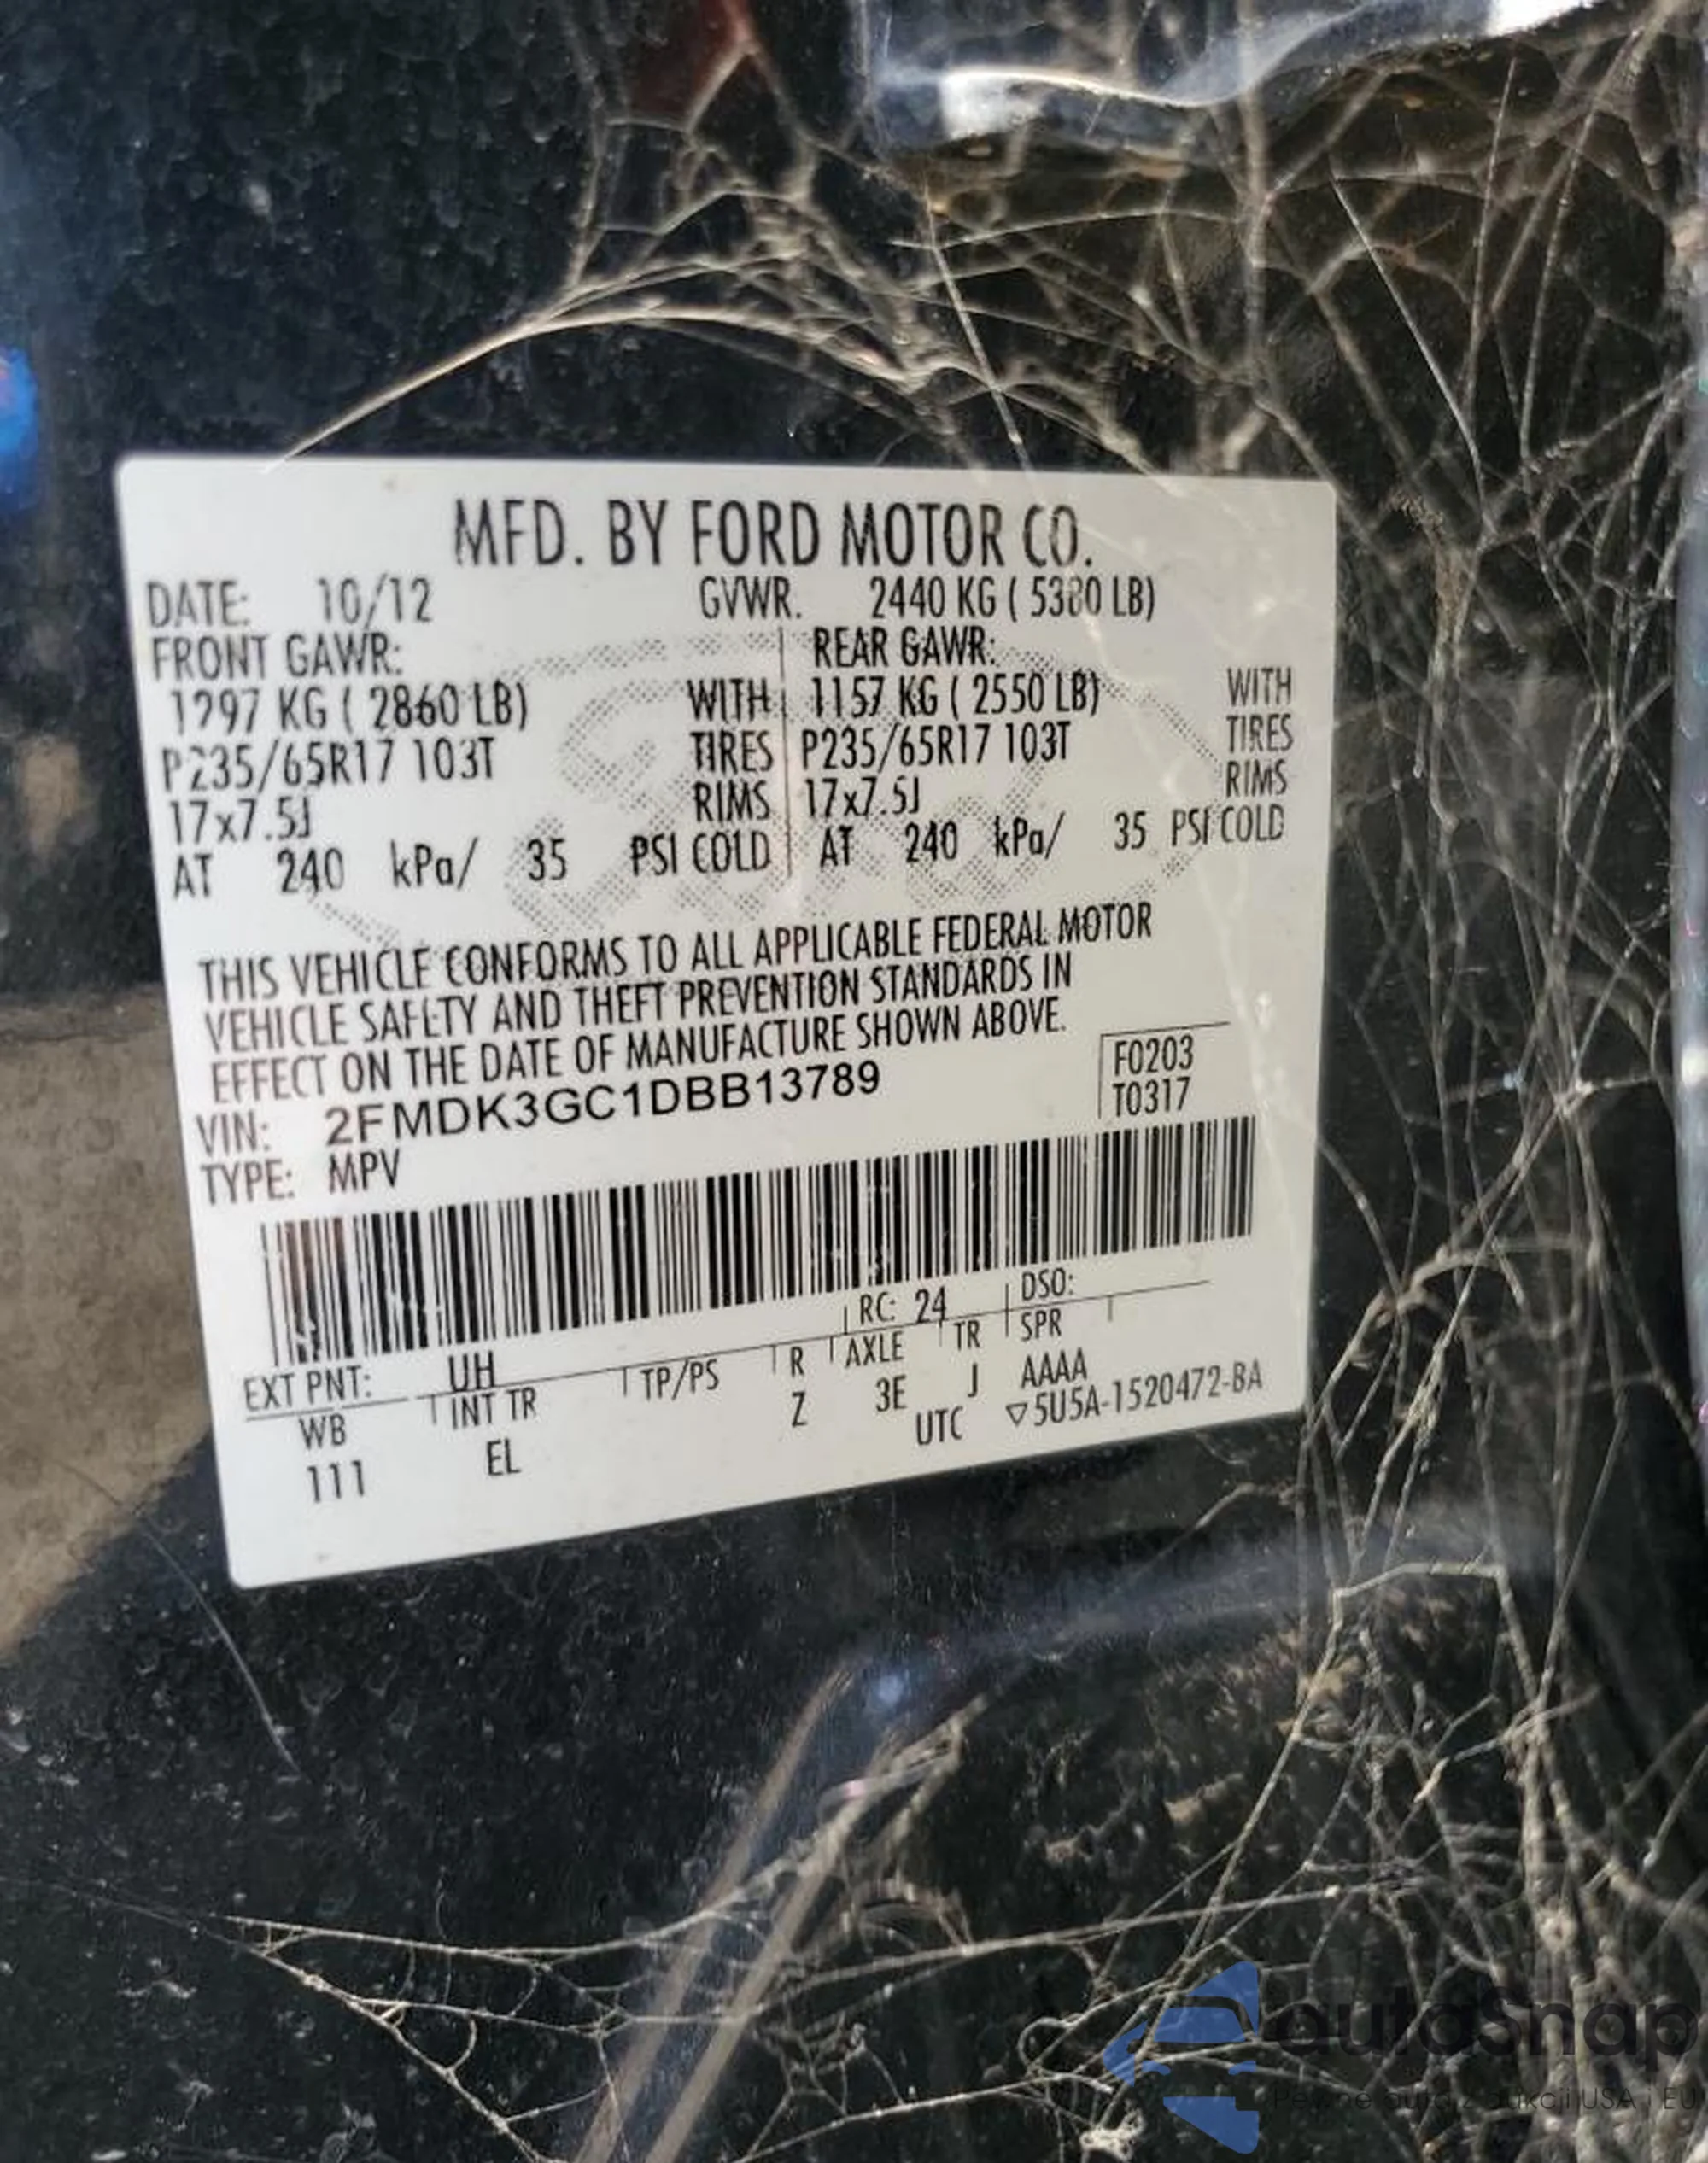 MFD. BY FORD MOTOR CO.
DATE: 10/12 GVWR. 2440 KG ( 5380 LB)
FRONT GAWR: REAR GAWR:
1297 KG ( 2860 LB) WITH 1157 KG ( 2550 LB) WITH
P235/65R17 103T TIRES P235/65R17 103T TIRES
17x7.5J RIMS 17x7.5J RIMS
AT 240 kPa/ 35 PSI COLD AT 240 kPa/ 35 PSI COLD
THIS VEHICLE CONFORMS TO ALL APPLICABLE FEDERAL MOTOR
VEHICLE SAFETY AND THEFT PREVENTION STANDARDS IN
EFFECT ON THE DATE OF MANUFACTURE SHOWN ABOVE.
VIN: 2FMDK3GC1DBB13789 F0203
TYPE: MPV T0317
EXT PNT: UH RC: 24 DSO:
WB INT TR TP/PS R AXLE TR SPR
111 EL Z 3E J AAAA
UTC ▽5U5A-1520472-BA
autoSnap
Pewne auta z aukcji USA i EU